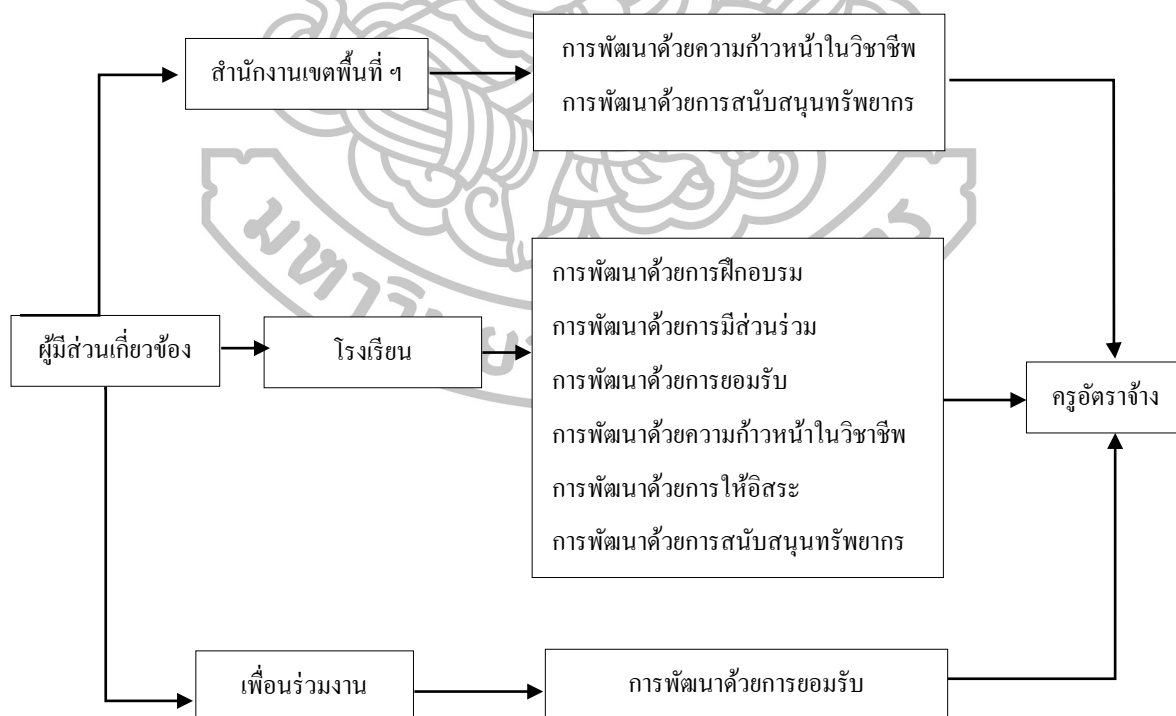 สำนักงานเขตพื้นที่ ฯ
การพัฒนาด้วยความก้าวหน้าในวิชาชีพ
การพัฒนาด้วยการสนับสนุนทรัพยากร
ผู้มีส่วนเกี่ยวข้อง
โรงเรียน
การพัฒนาด้วยการฝึกอบรม
การพัฒนาด้วยการมีส่วนร่วม
การพัฒนาด้วยการยอมรับ
การพัฒนาด้วยความก้าวหน้าในวิชาชีพ
การพัฒนาด้วยการให้อิสระ
การพัฒนาด้วยการสนับสนุนทรัพยากร
ครูอัตราจ้าง
เพื่อนร่วมงาน
การพัฒนาด้วยการยอมรับ